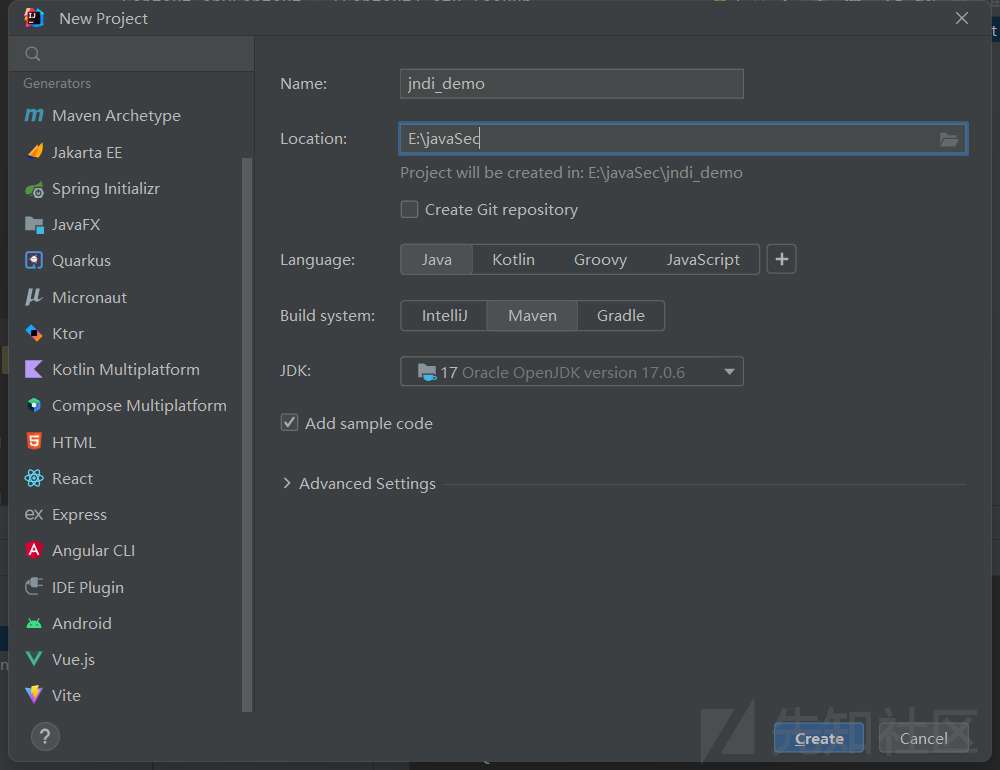 New Project
Generators
Maven Archetype
Jakarta EE
Spring Initializr
JavaFX
Quarkus
Micronaut
Ktor
Kotlin Multiplatform
Compose Multiplatform
HTML
React
ex Express
Angular CLI
IDE Plugin
Android
Vue.js
Vite
?
Name: jndi_demo
Location: E:\javaSec
Project will be created in: E:\javaSec\jndi_demo
Create Git repository
Language: Java Kotlin Groovy JavaScript +
Build system: IntelliJ Maven Gradle
JDK: 17 Oracle OpenJDK version 17.0.6
Add sample code
Advanced Settings
先知社区
Create Cancel